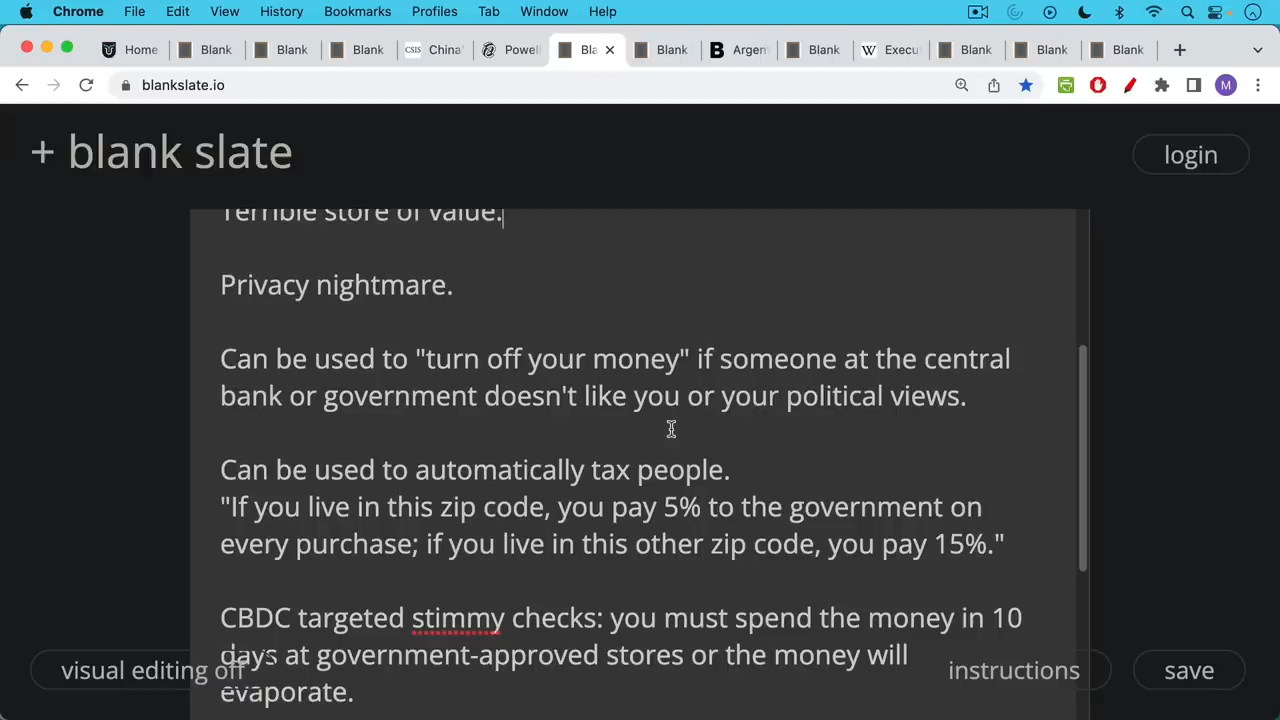 Chrome File Edit View History Bookmarks Profiles Tab Window Help
Home Blank Blank Blank CSIS China' Powell Bla Blank B Argen Blank W Execu Blank Blank Blank
blankslate.io M
+ blank slate
login
Terrible store of value.
Privacy nightmare.
Can be used to "turn off your money" if someone at the central
bank or government doesn't like you or your political views.
Can be used to automatically tax people.
"If you live in this zip code, you pay 5% to the government on
every purchase; if you live in this other zip code, you pay 15%."
CBDC targeted stimmy checks: you must spend the money in 10
days at government-approved stores or the money will
evaporate.
visual editing off instructions save